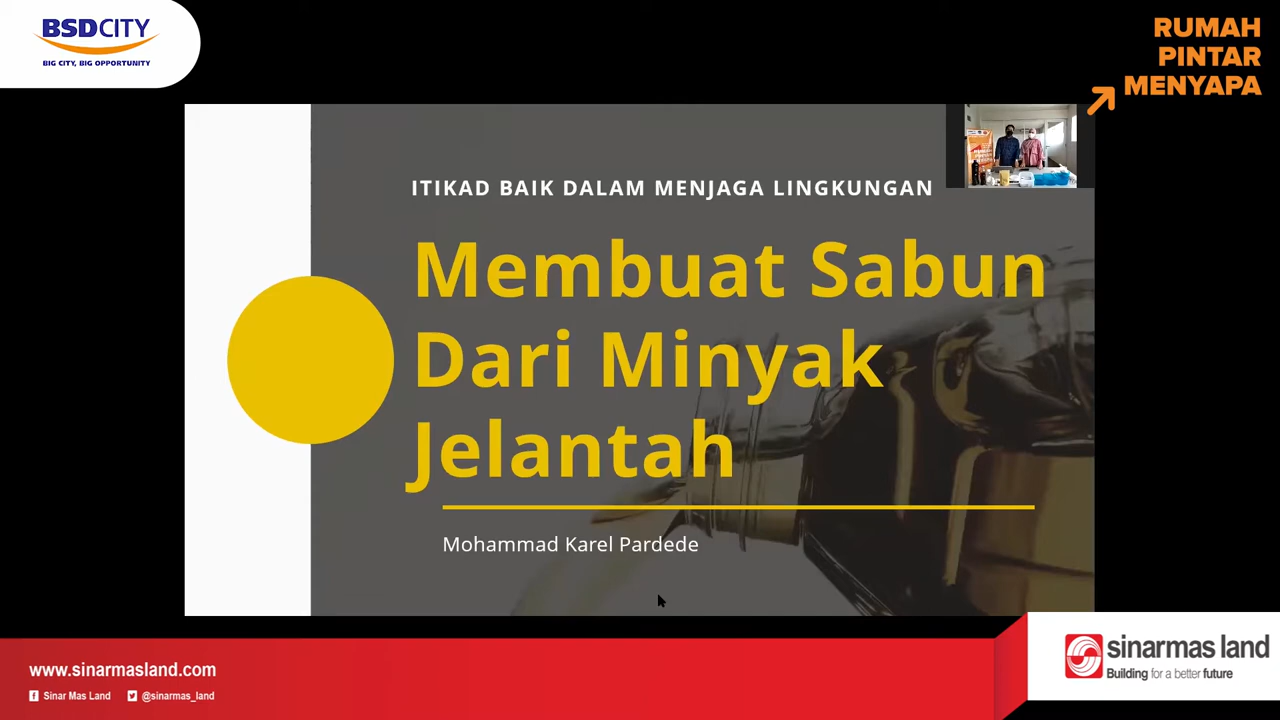 BSDCITY
BIG CITY, BIG OPPORTUNITY
RUMAH
PINTAR
MENYAPA
ITIKAD BAIK DALAM MENJAGA LINGKUNGAN
Membuat Sabun
Dari Minyak
Jelantah
Mohammad Karel Pardede
www.sinarmasland.com
Sinar Mas Land
@sinarmas_land
sinarmas land
Building for a better future